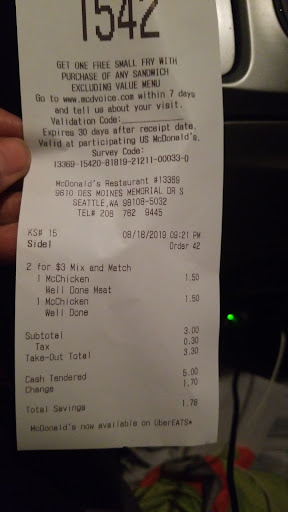 1542
GET ONE FREE SMALL FRY WITH
PURCHASE OF ANY SANDWICH
EXCLUDING VALUE MENU
Go to www.mcdvoice.com within 7 days
and tell us about your visit.
Validation Code:____________
Expires 30 days after receipt date.
Valid at participating US McDonald's.
Survey Code:
13369-15420-81819-21211-00033-0
McDonald's Restaurant #13369
9610 DES MOINES MEMORIAL DR S
SEATTLE,WA 98108-5032
TEL# 206 762 9445
KS# 15 08/18/2019 09:21 PM
Side1 Order 42
2 for $3 Mix and Match
1 McChicken 1.50
Well Done Meat
1 McChicken 1.50
Well Done
Subtotal 3.00
Tax 0.30
Take-Out Total 3.30
Cash Tendered 5.00
Change 1.70
Total Savings 1.78
McDonald's now available on UberEATS*